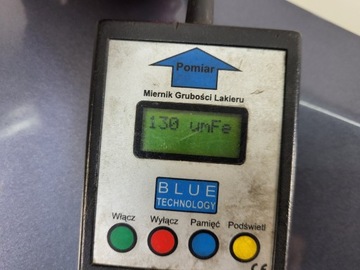 Pomiar
Miernik Grubości Lakieru
130 umFe
BLUE
TECHNOLOGY
Włącz Wyłącz Pamięć Podświetl
CE